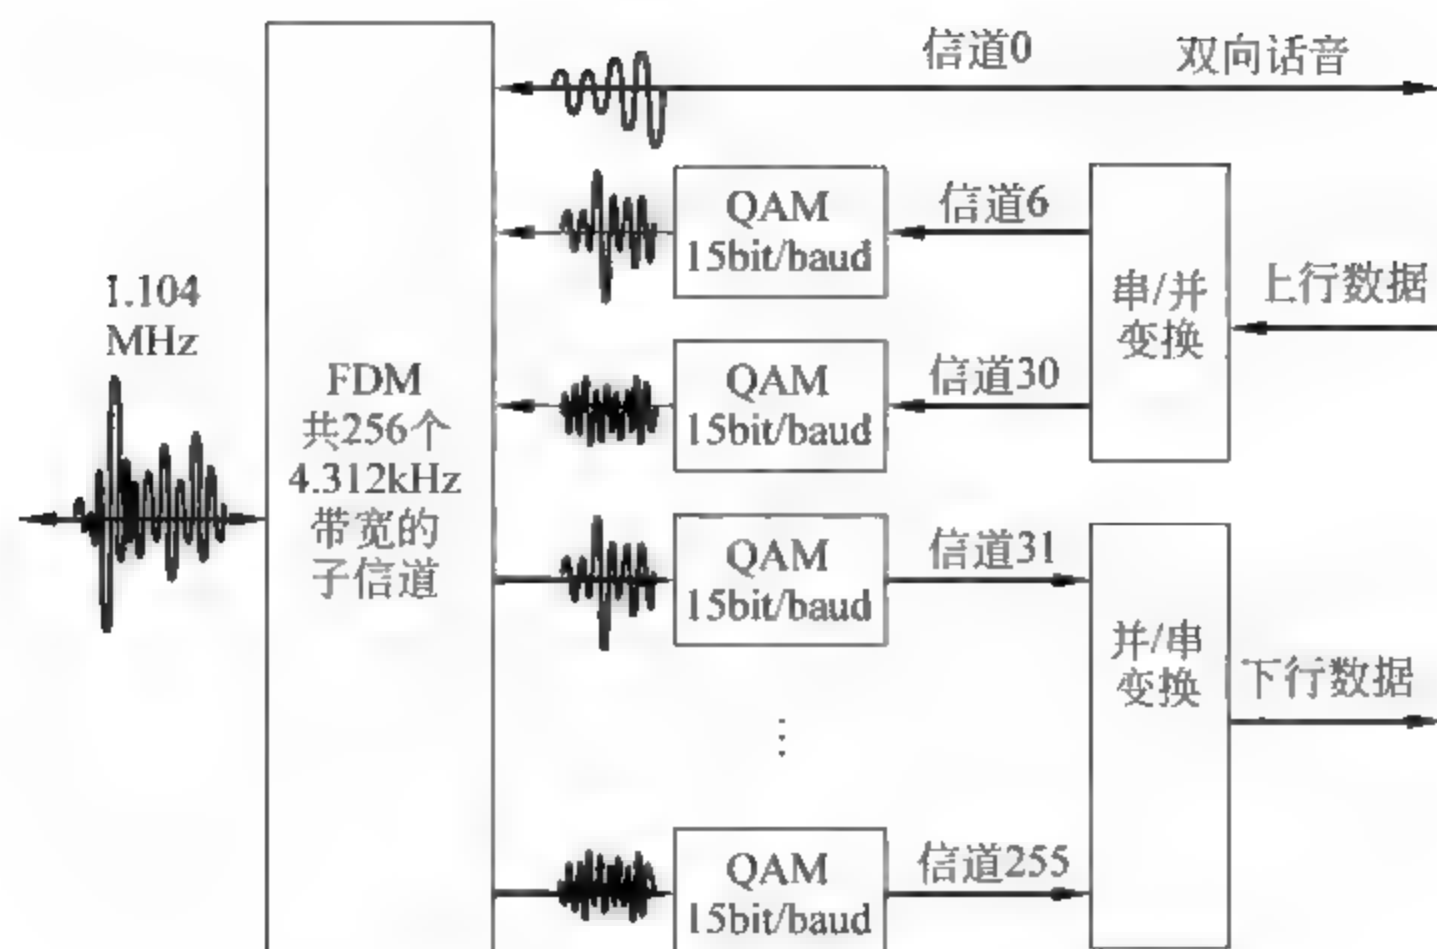 信道0
双向话音
QAM
15bit/baud
信道6
串/并
变换
上行数据
1.104
MHz
FDM
共256个
4.312kHz
带宽的
子信道
QAM
15bit/baud
信道30
QAM
15bit/baud
信道31
并/串
变换
下行数据
⋮
QAM
15bit/baud
信道255